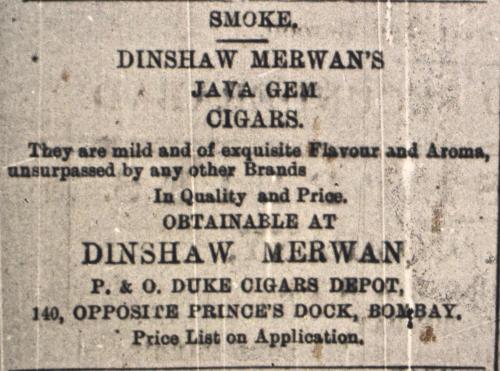 SMOKE.
DINSHAW MERWAN'S
JAVA GEM
CIGARS.
They are mild and of exquisite Flavour and Aroma,
unsurpassed by any other Brands
In Quality and Price.
OBTAINABLE AT
DINSHAW MERWAN,
P. & O. DUKE CIGARS DEPOT,
140, OPPOSITE PRINCE'S DOCK, BOMBAY.
Price List on Application.